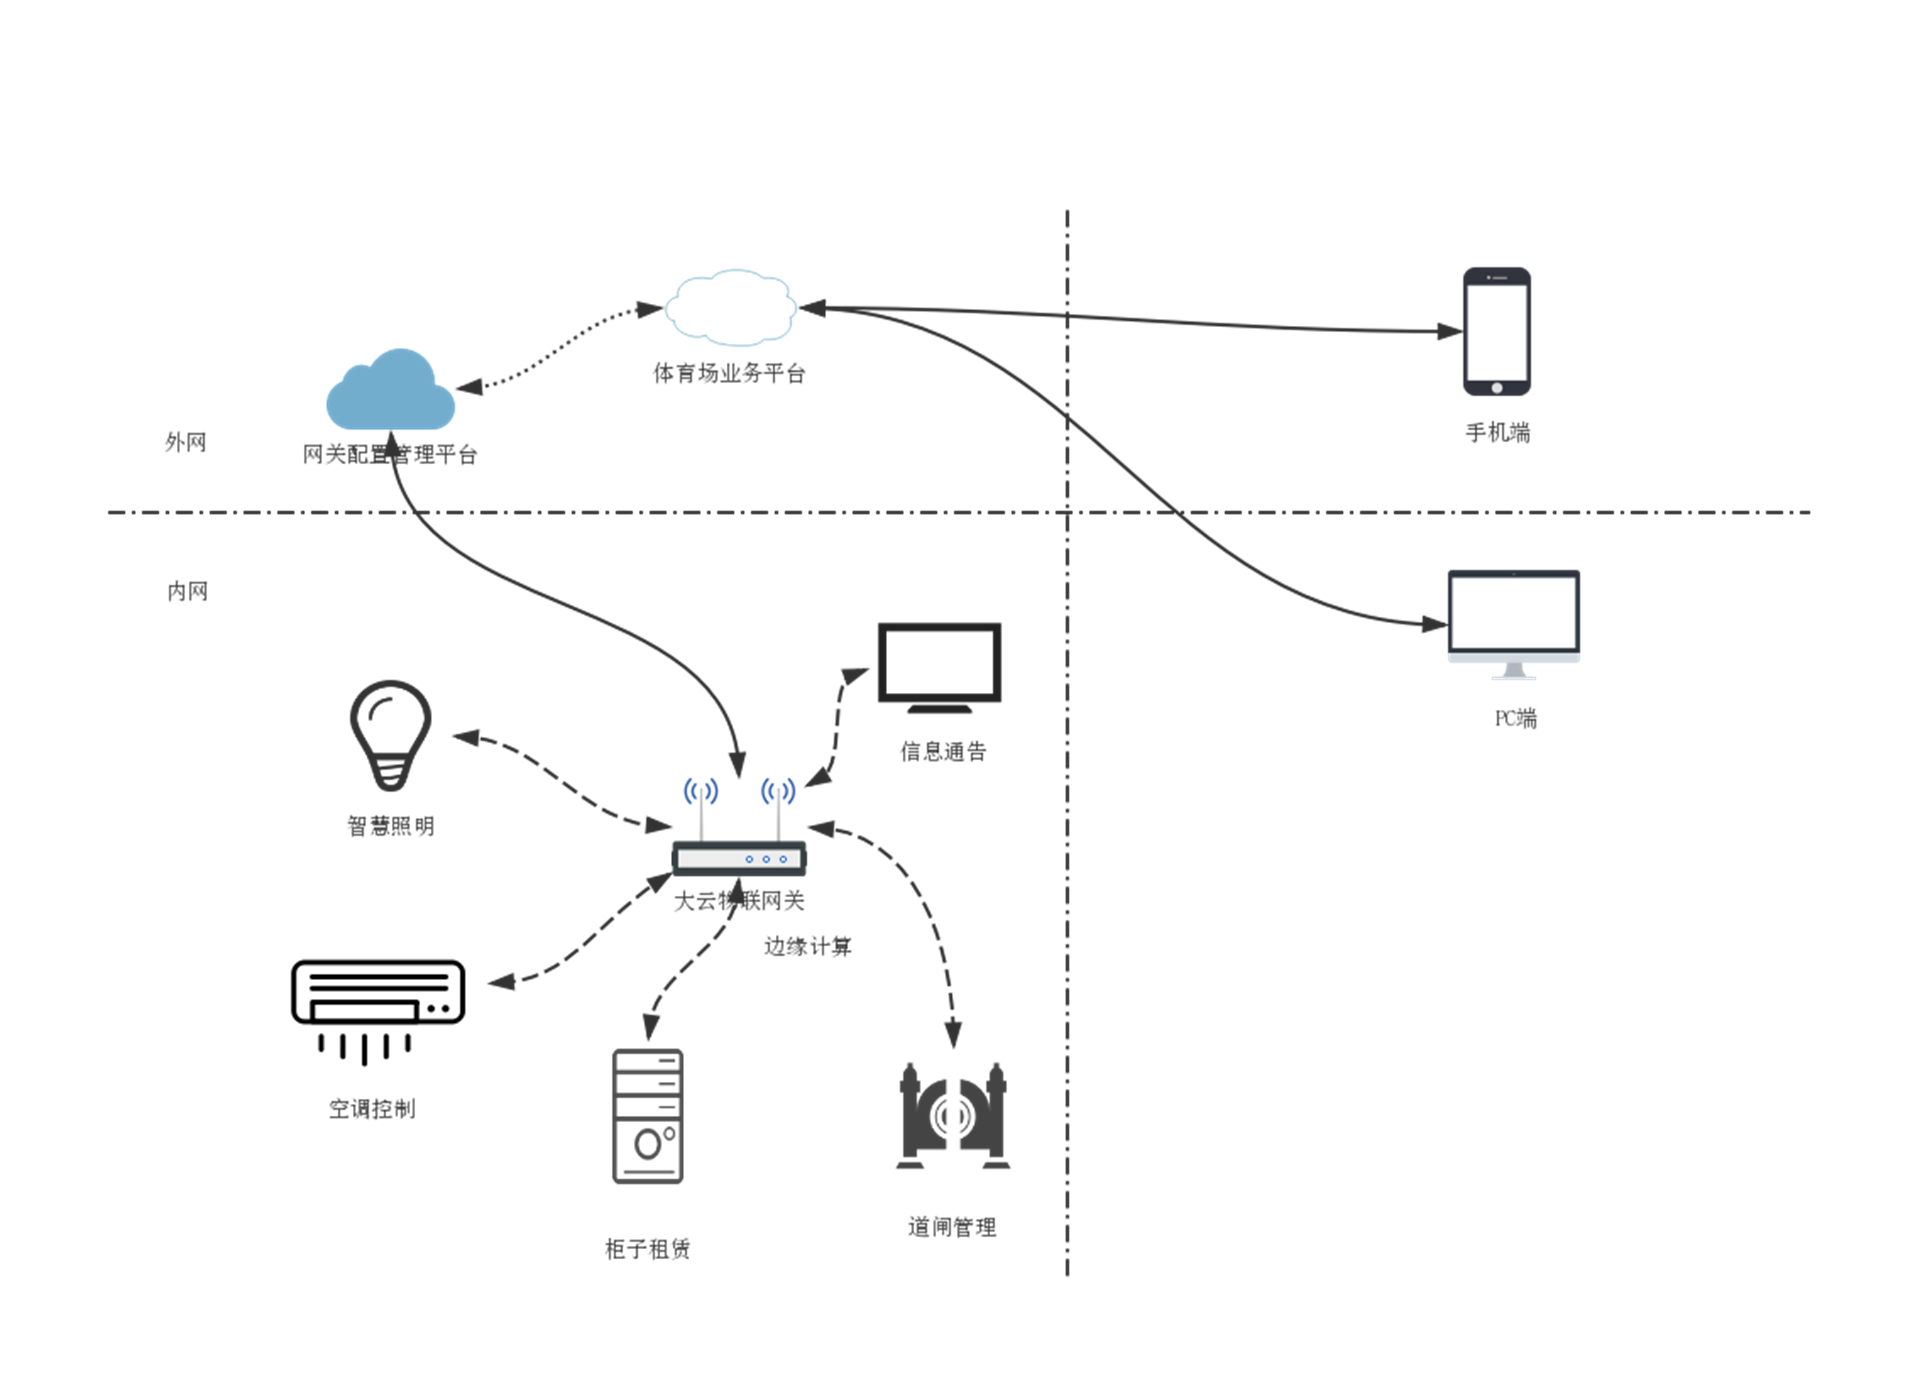 体育场业务平台
手机端
外网
网关配置管理平台
内网
PC端
信息通告
智慧照明
大云物联网关
边缘计算
空调控制
道闸管理
柜子租赁